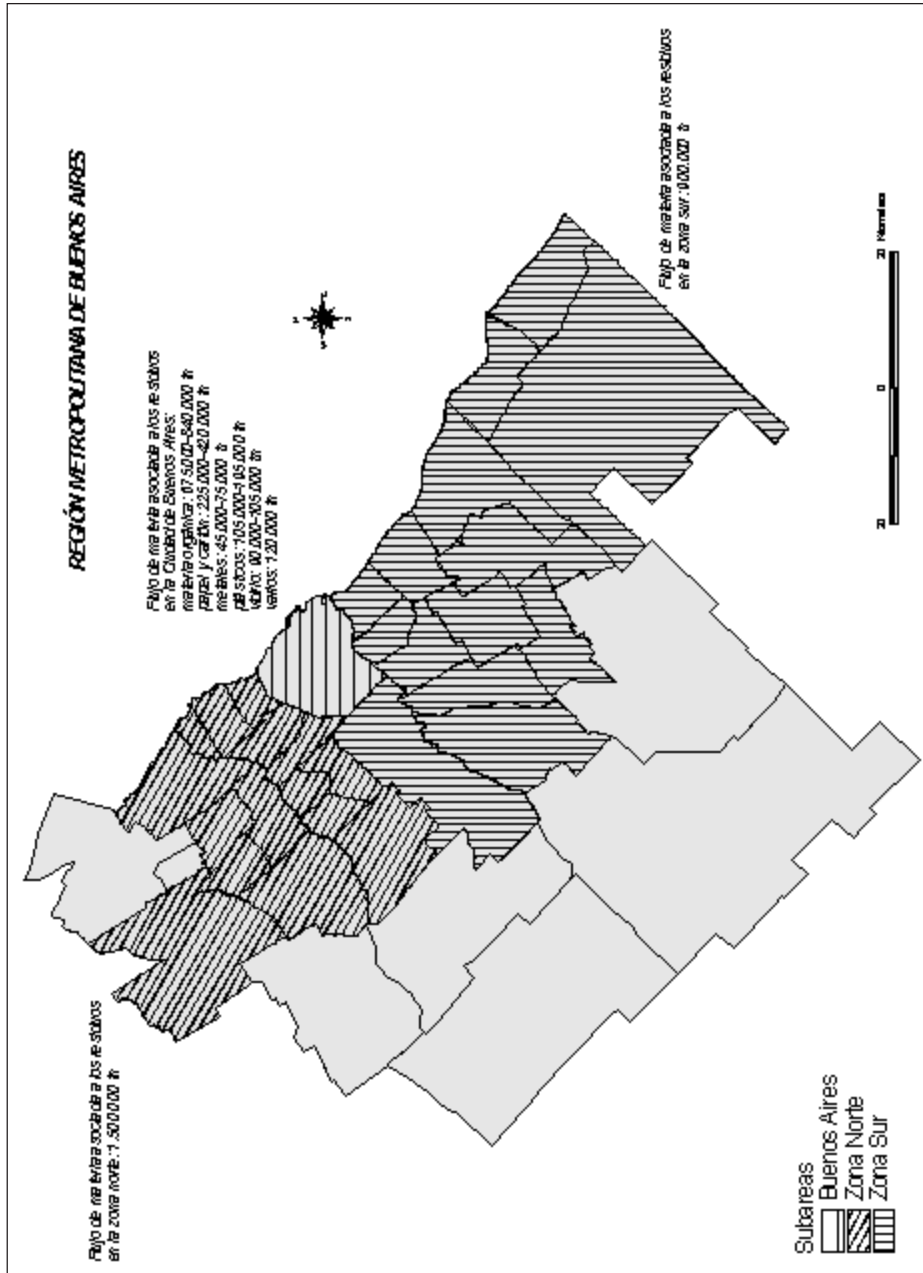 REGIÓN METROPOLITANA DE BUENOS AIRES
Flujo de materia asociada a los residuos
en la zona norte: 1.500.000 tn
Flujo de materia asociada a los residuos
en la Ciudad de Buenos Aires:
materia orgánica: 675.000-840.000 tn
papel y cartón: 225.000-420.000 tn
metales: 45.000-75.000 tn
plásticos: 105.000-195.000 tn
vidrio: 90.000-105.000 tn
varios: 120.000 tn
Flujo de materia asociada a los residuos
en la zona sur: 900.000 tn
Subareas
Buenos Aires
Zona Norte
Zona Sur
20 0 20 Kilometros